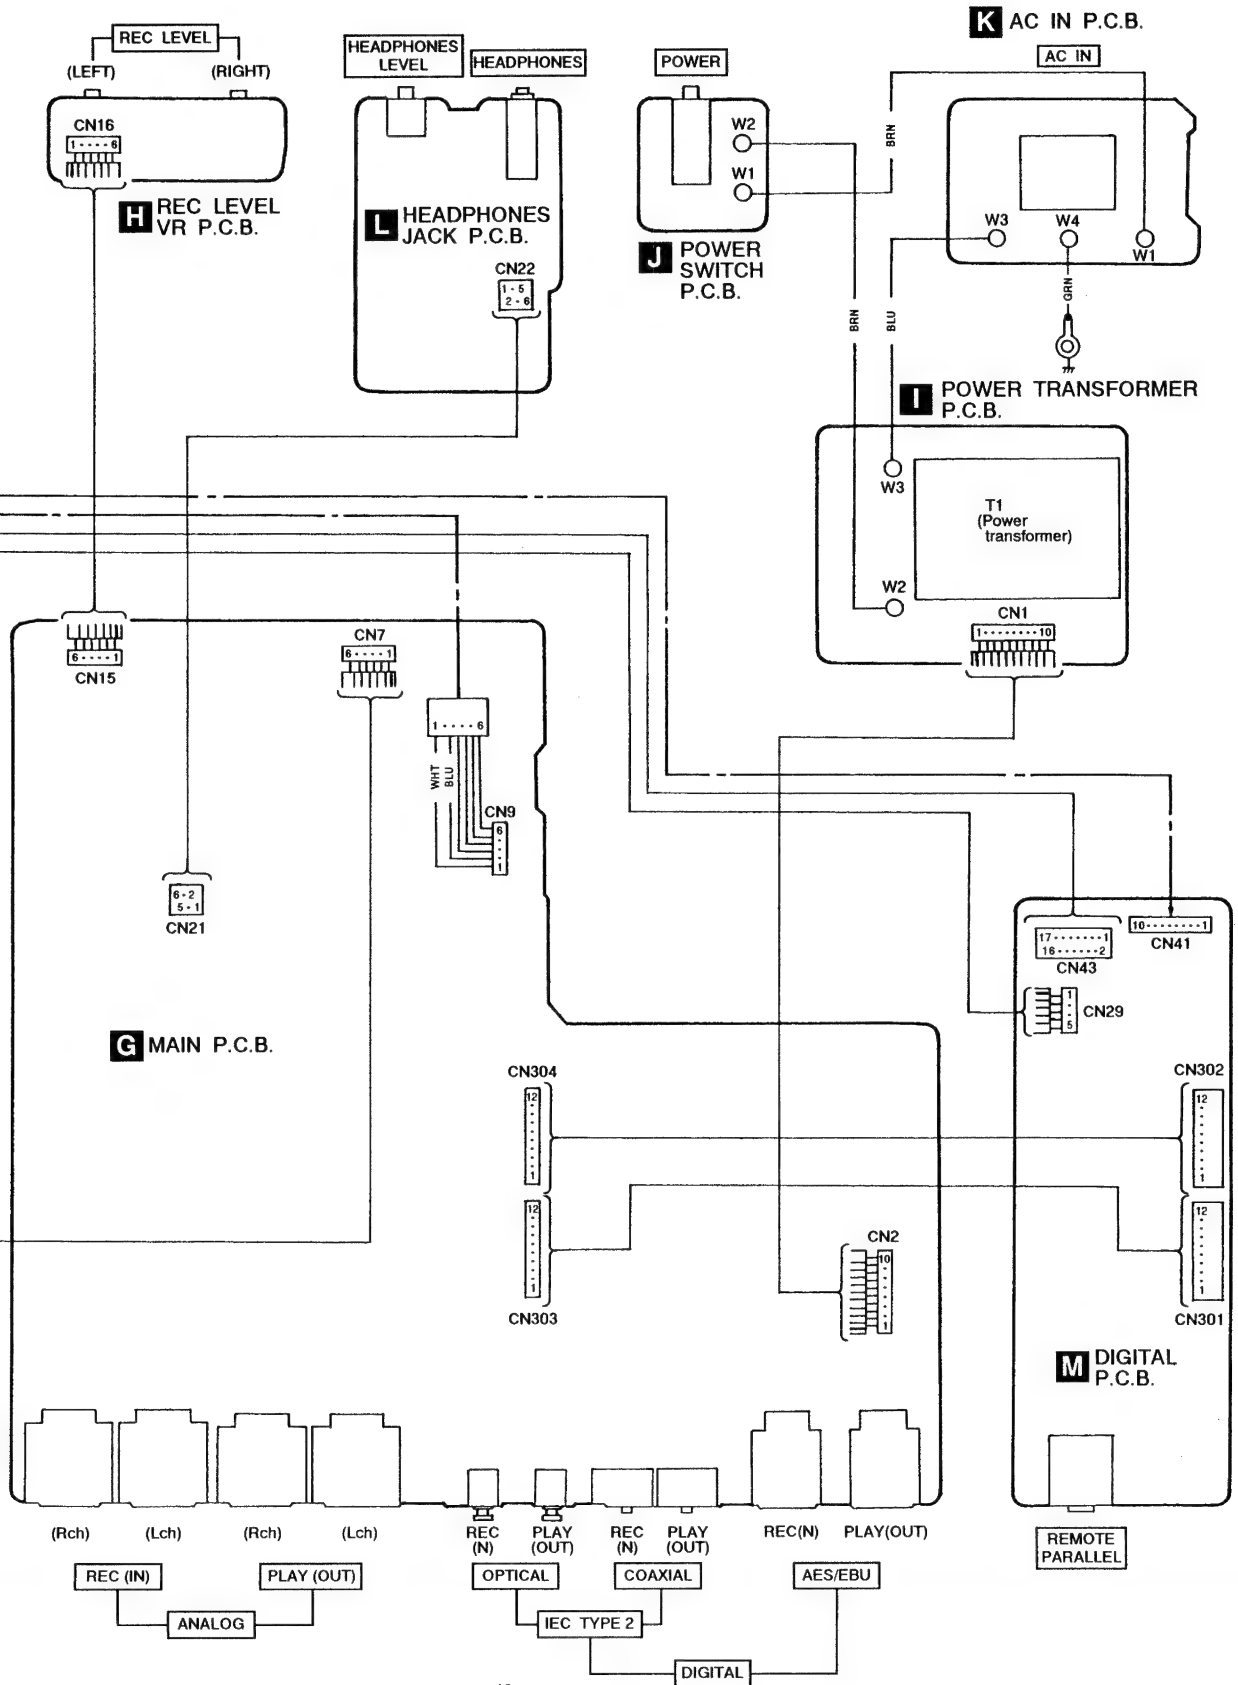 K AC IN P.C.B.
AC IN
REC LEVEL
(LEFT)
(RIGHT)
CN16
1 - - - - 6
H REC LEVEL
VR P.C.B.
HEADPHONES
LEVEL
HEADPHONES
L HEADPHONES
JACK P.C.B.
CN22
1 - 5
2 - 6
POWER
W2
W1
J POWER
SWITCH
P.C.B.
BRN
BRN
BLU
W3
W4
W1
GRN
I POWER TRANSFORMER
P.C.B.
W3
T1
(Power
transformer)
W2
CN1
1 - - - - - - - - 10
6 - - - - 1
CN15
CN7
6 - - - - 1
1 - - - - 6
WHT
BLU
CN9
6
1
6 - 2
5 - 1
CN21
G MAIN P.C.B.
17 - - - - - - - 1
16 - - - - - - 2
CN43
10 - - - - - - - - 1
CN41
1
5
CN29
CN304
12
1
12
1
CN303
CN302
12
1
12
1
CN301
CN2
10
1
M DIGITAL
P.C.B.
(Rch)
(Lch)
(Rch)
(Lch)
REC
(N)
PLAY
(OUT)
REC
(N)
PLAY
(OUT)
REC(N)
PLAY(OUT)
REMOTE
PARALLEL
REC (IN)
PLAY (OUT)
OPTICAL
COAXIAL
AES/EBU
ANALOG
IEC TYPE 2
DIGITAL